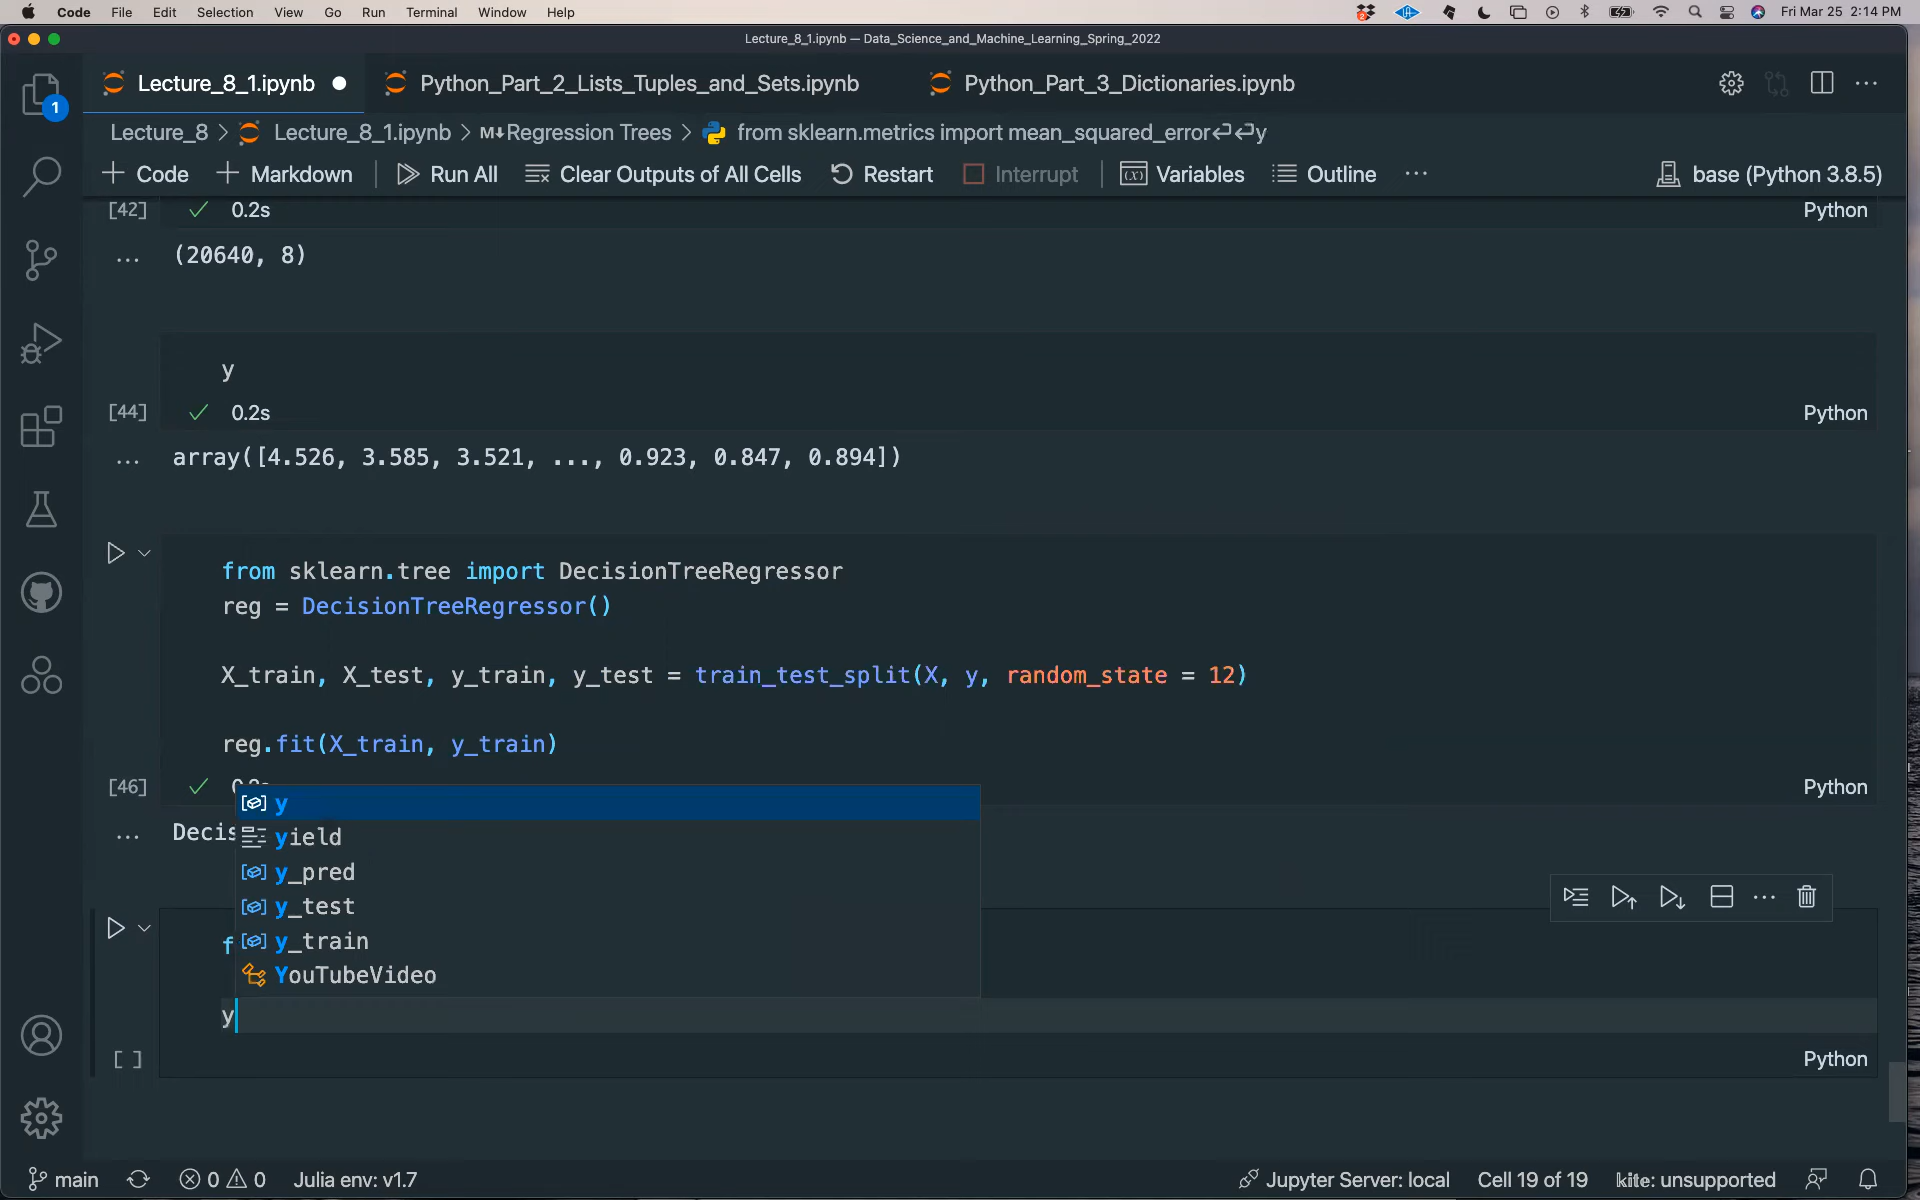 Code File Edit Selection View Go Run Terminal Window Help Fri Mar 25 2:14 PM
Lecture_8_1.ipynb — Data_Science_and_Machine_Learning_Spring_2022
1
Lecture_8_1.ipynb Python_Part_2_Lists_Tuples_and_Sets.ipynb Python_Part_3_Dictionaries.ipynb
Lecture_8 > Lecture_8_1.ipynb > M↓Regression Trees > from sklearn.metrics import mean_squared_error↩↩y
+ Code + Markdown Run All Clear Outputs of All Cells Restart Interrupt (x) Variables Outline ... base (Python 3.8.5)
[42] ✓ 0.2s Python
... (20640, 8)
y
[44] ✓ 0.2s Python
... array([4.526, 3.585, 3.521, ..., 0.923, 0.847, 0.894])
from sklearn.tree import DecisionTreeRegressor
reg = DecisionTreeRegressor()
X_train, X_test, y_train, y_test = train_test_split(X, y, random_state = 12)
reg.fit(X_train, y_train)
[46] ✓ Python
y
... Decis
yield
y_pred
y_test
f
y_train
YouTubeVideo
y
[ ] Python
main 0 0 Julia env: v1.7 Jupyter Server: local Cell 19 of 19 kite: unsupported